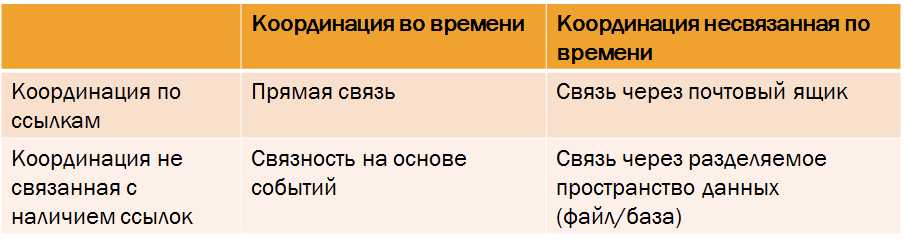 Координация во времени
Координация несвязанная по
времени
Координация по
ссылкам
Прямая связь
Связь через почтовый ящик
Координация не
связанная с
наличием ссылок
Связность на основе
событий
Связь через разделяемое
пространство данных
(файл/база)